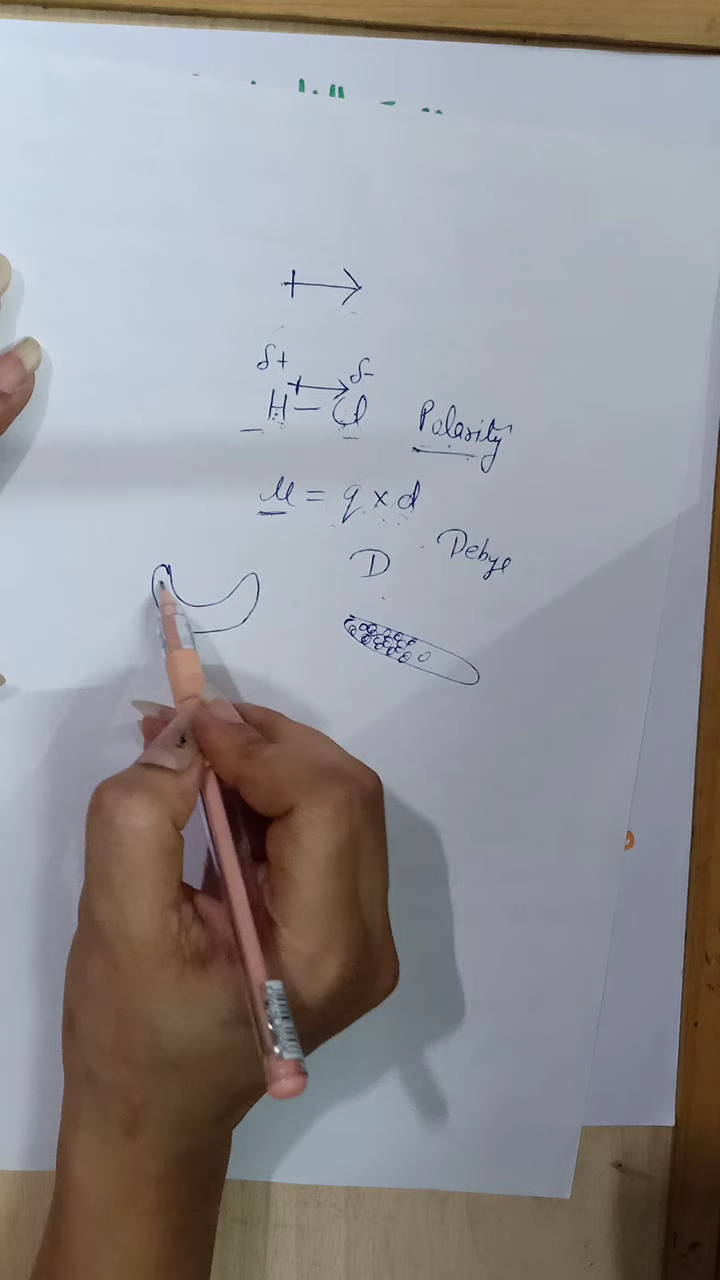 δ+ δ-
H - Cl Polarity
μ = q x d
D Debye